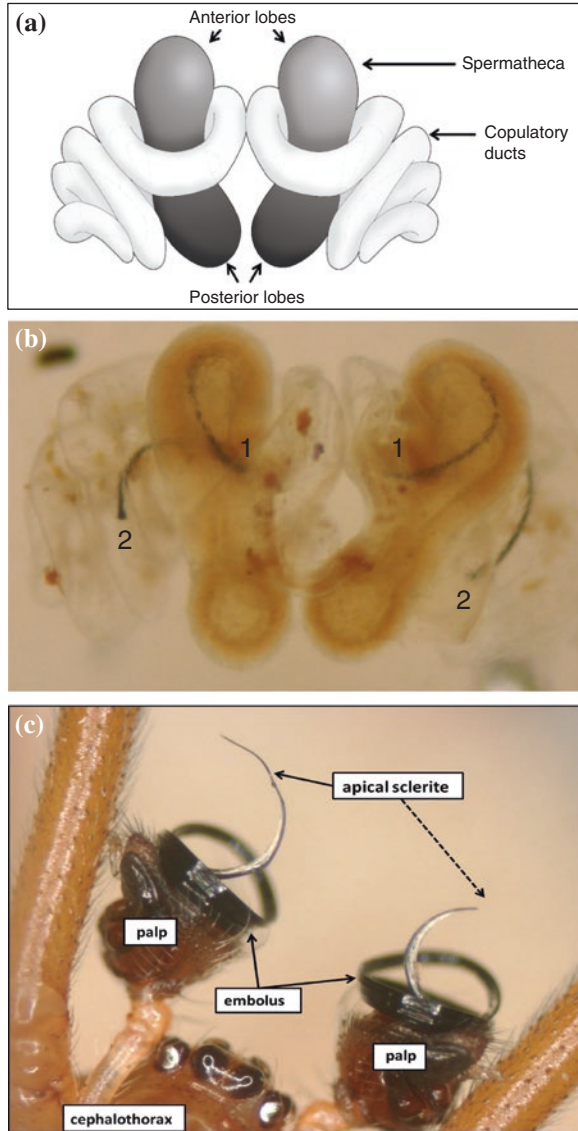 (a)
Anterior lobes
Spermatheca
Copulatory
ducts
Posterior lobes
(b)
1
1
2
2
(c)
apical sclerite
palp
embolus
palp
cephalothorax